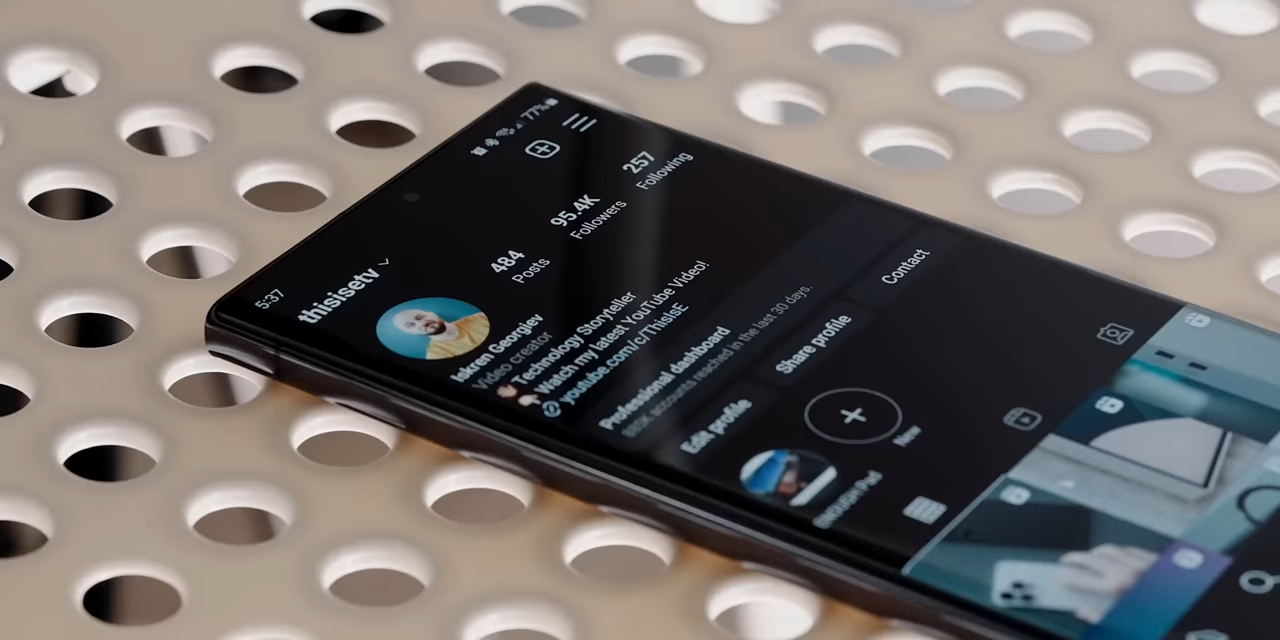 5:37
77%
thisisetv
484
Posts
95.4K
Followers
257
Following
Iskren Georgiev
Video creator
Technology Storyteller
Watch my latest YouTube Video!
youtube.com/c/ThisIsE
Professional dashboard
accounts reached in the last 30 days.
Edit profile
Share profile
Contact
New
Pad